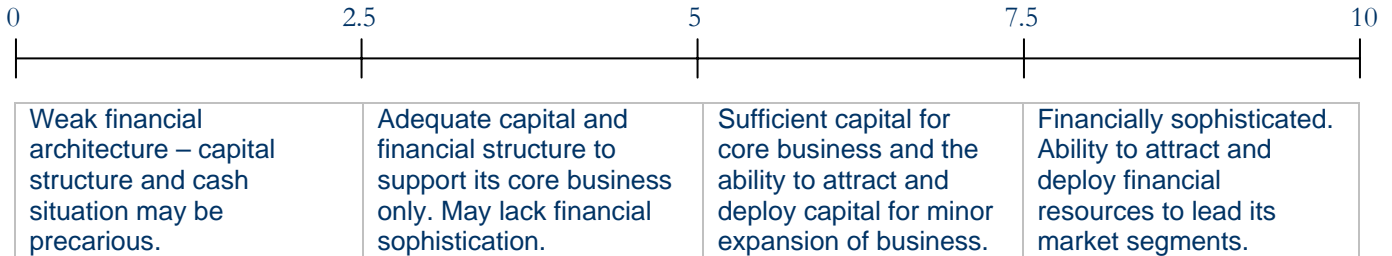 0 2.5 5 7.5 10
Weak financial
architecture – capital
structure and cash
situation may be
precarious.
Adequate capital and
financial structure to
support its core business
only. May lack financial
sophistication.
Sufficient capital for
core business and the
ability to attract and
deploy capital for minor
expansion of business.
Financially sophisticated.
Ability to attract and
deploy financial
resources to lead its
market segments.